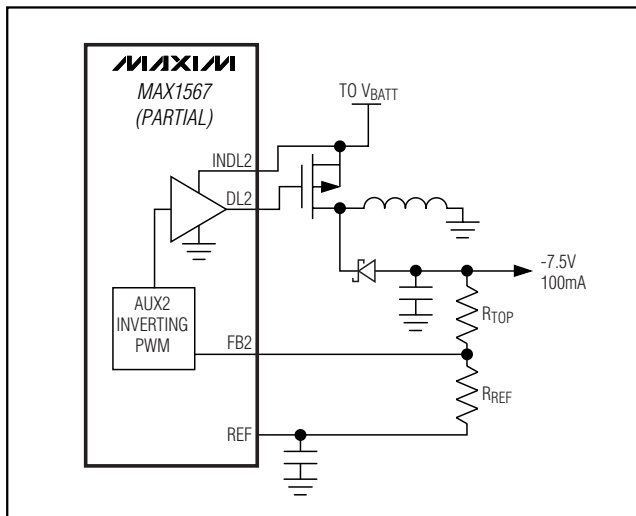 MAXIM
MAX1567
(PARTIAL)
TO VBATT
INDL2
DL2
-7.5V
100mA
AUX2
INVERTING
PWM
RTOP
FB2
RREF
REF